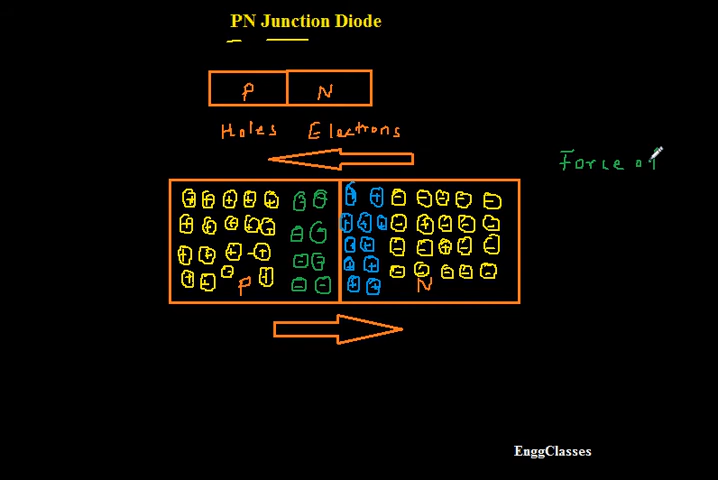 PN Junction Diode
P N
Holes Electrons
Force of
P N
EnggClasses